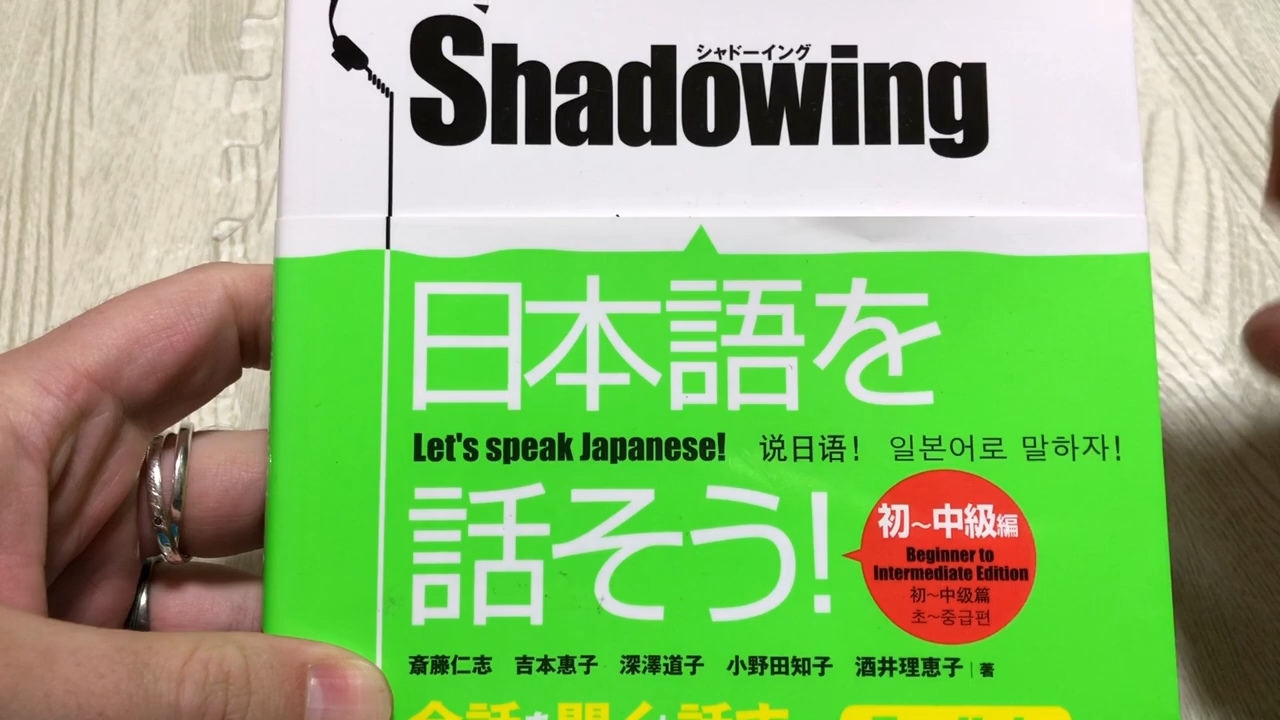 シャドーイング
Shadowing
日本語を
Let's speak Japanese! 说日语! 일본어로 말하자!
話そう!
初~中級編
Beginner to
Intermediate Edition
初~中级篇
초~중급편
斎藤仁志 吉本惠子 深澤道子 小野田知子 酒井理恵子|著